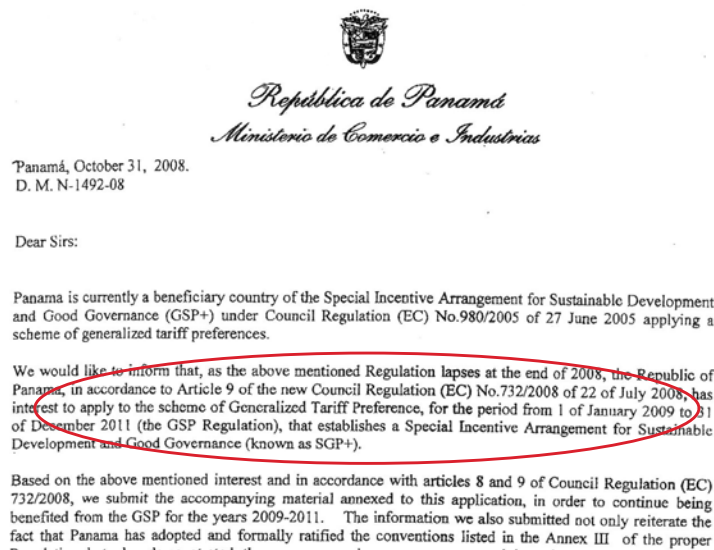 República de Panamá
Ministerio de Comercio e Industrias
Panamá, October 31, 2008.
D. M. N-1492-08
Dear Sirs:
Panama is currently a beneficiary country of the Special Incentive Arrangement for Sustainable Development
and Good Governance (GSP+) under Council Regulation (EC) No.980/2005 of 27 June 2005 applying a
scheme of generalized tariff preferences.
We would like to inform that, as the above mentioned Regulation lapses at the end of 2008, the Republic of
Panama, in accordance to Article 9 of the new Council Regulation (EC) No.732/2008 of 22 of July 2008, has
interest to apply to the scheme of Generalized Tariff Preference, for the period from 1 of January 2009 to 31
of December 2011 (the GSP Regulation), that establishes a Special Incentive Arrangement for Sustainable
Development and Good Governance (known as SGP+).
Based on the above mentioned interest and in accordance with articles 8 and 9 of Council Regulation (EC)
732/2008, we submit the accompanying material annexed to this application, in order to continue being
benefited from the GSP for the years 2009-2011. The information we also submitted not only reiterate the
fact that Panama has adopted and formally ratified the conventions listed in the Annex III of the proper